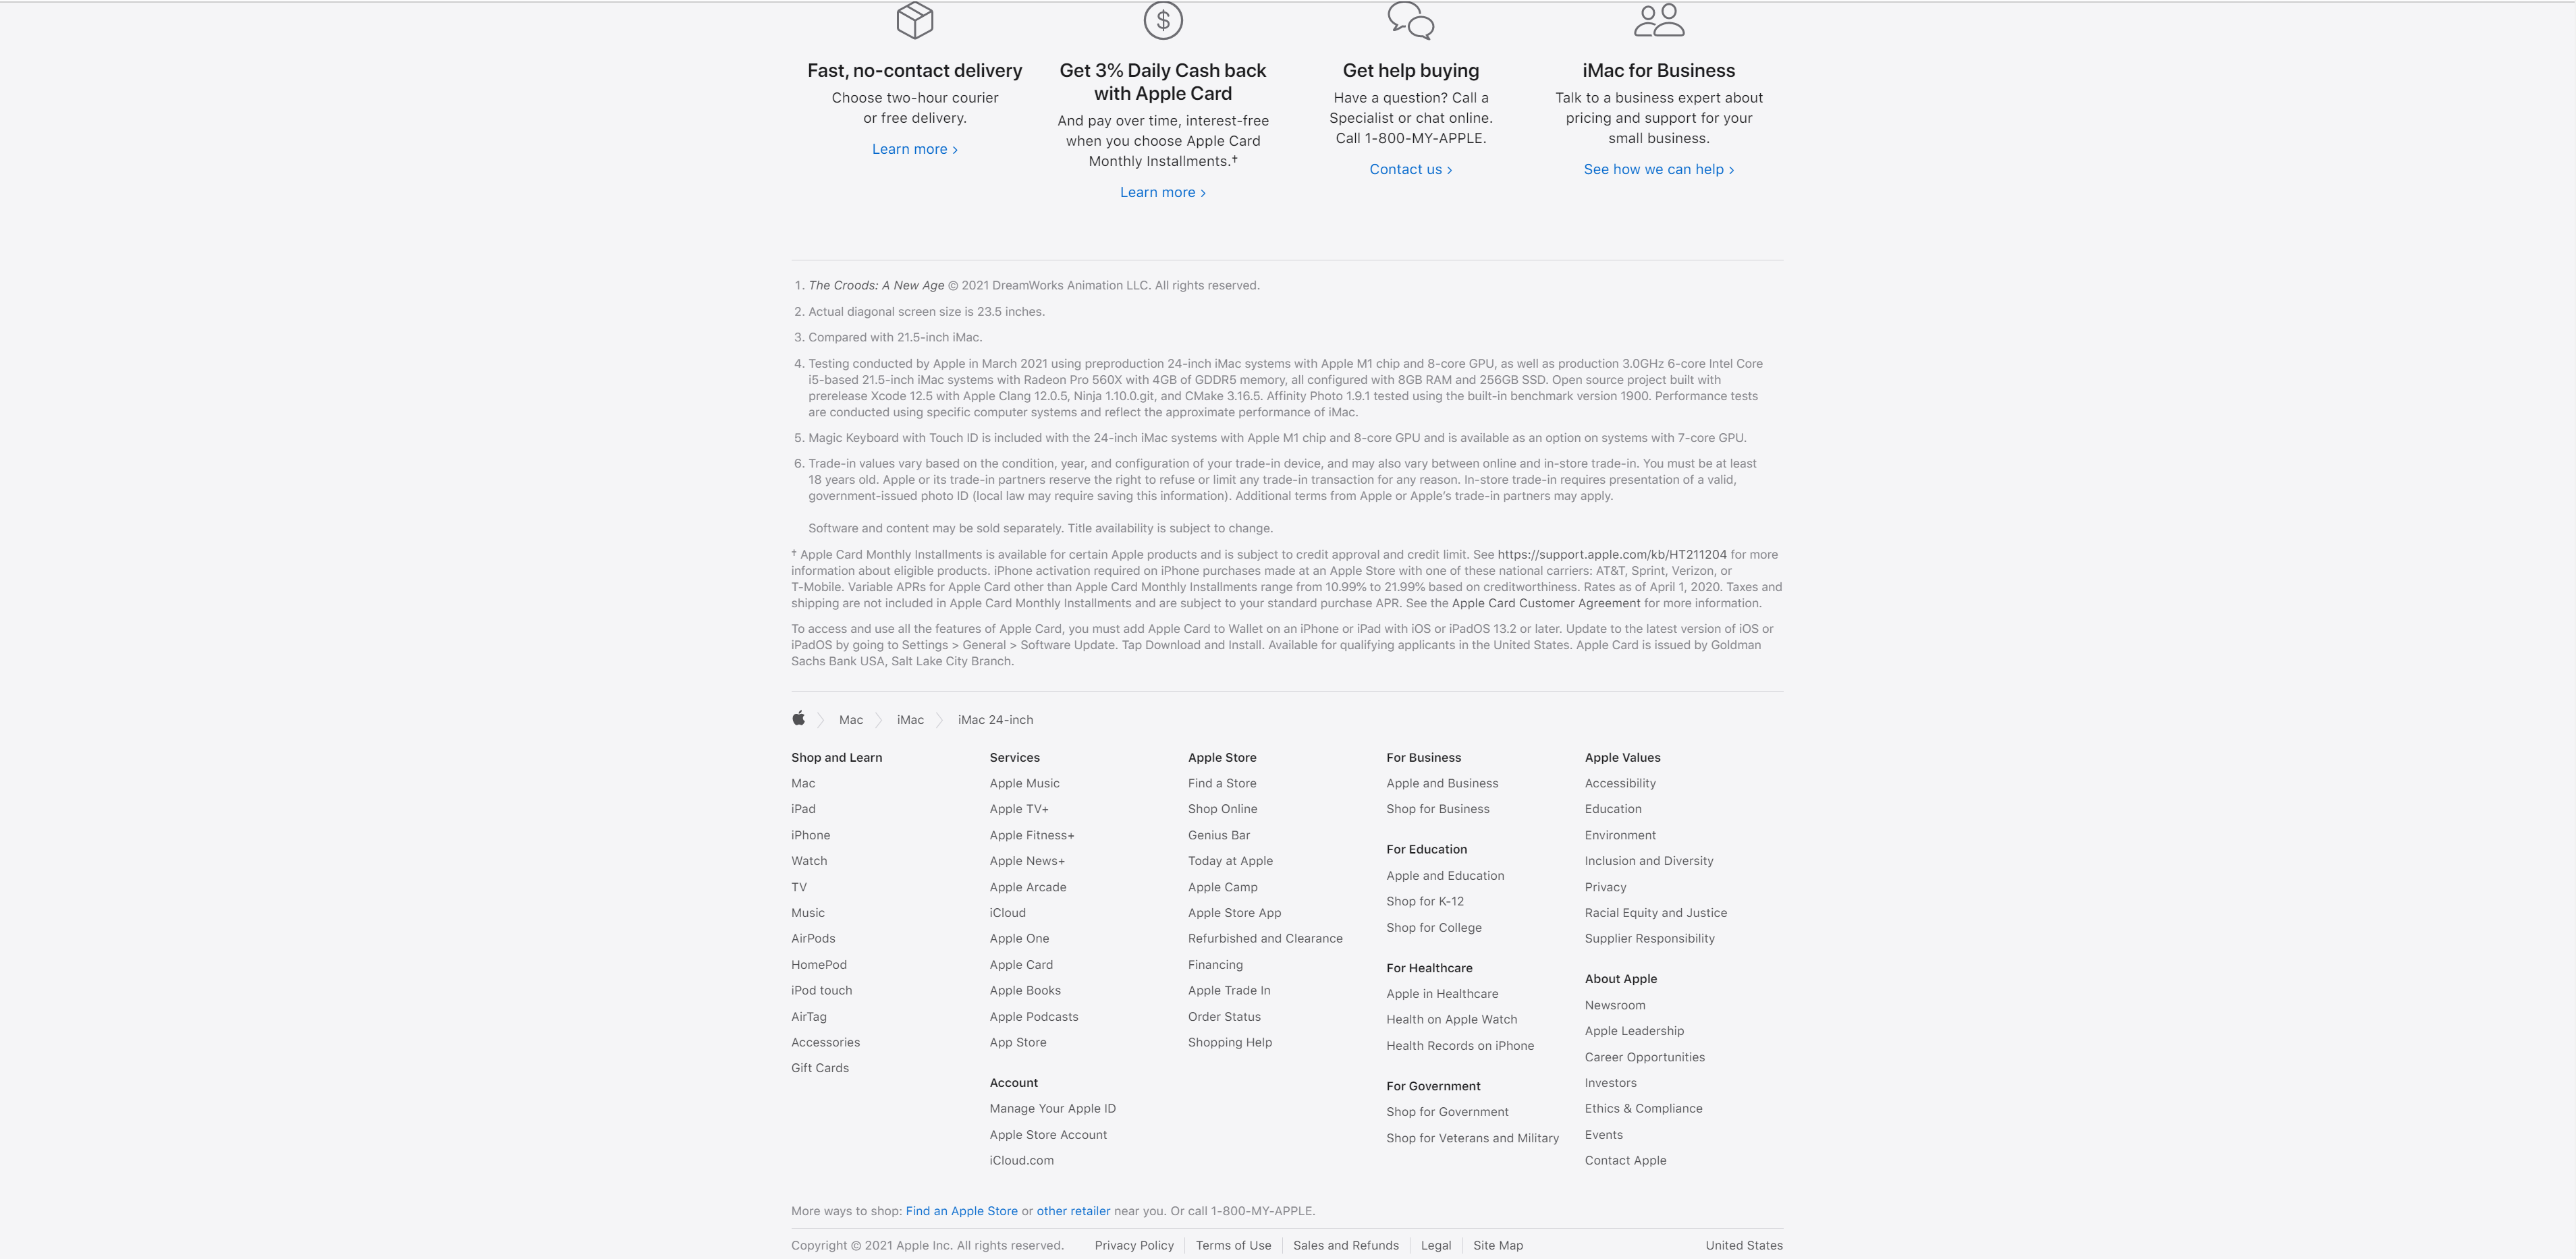 Fast, no-contact delivery
Choose two-hour courier
or free delivery.
Learn more ›
Get 3% Daily Cash back
with Apple Card
And pay over time, interest-free
when you choose Apple Card
Monthly Installments.†
Learn more ›
Get help buying
Have a question? Call a
Specialist or chat online.
Call 1-800-MY-APPLE.
Contact us ›
iMac for Business
Talk to a business expert about
pricing and support for your
small business.
See how we can help ›
1. The Croods: A New Age © 2021 DreamWorks Animation LLC. All rights reserved.
2. Actual diagonal screen size is 23.5 inches.
3. Compared with 21.5-inch iMac.
4. Testing conducted by Apple in March 2021 using preproduction 24-inch iMac systems with Apple M1 chip and 8-core GPU, as well as production 3.0GHz 6-core Intel Core
i5-based 21.5-inch iMac systems with Radeon Pro 560X with 4GB of GDDR5 memory, all configured with 8GB RAM and 256GB SSD. Open source project built with
prerelease Xcode 12.5 with Apple Clang 12.0.5, Ninja 1.10.0.git, and CMake 3.16.5. Affinity Photo 1.9.1 tested using the built-in benchmark version 1900. Performance tests
are conducted using specific computer systems and reflect the approximate performance of iMac.
5. Magic Keyboard with Touch ID is included with the 24-inch iMac systems with Apple M1 chip and 8-core GPU and is available as an option on systems with 7-core GPU.
6. Trade-in values vary based on the condition, year, and configuration of your trade-in device, and may also vary between online and in-store trade-in. You must be at least
18 years old. Apple or its trade-in partners reserve the right to refuse or limit any trade-in transaction for any reason. In-store trade-in requires presentation of a valid,
government-issued photo ID (local law may require saving this information). Additional terms from Apple or Apple's trade-in partners may apply.
Software and content may be sold separately. Title availability is subject to change.
† Apple Card Monthly Installments is available for certain Apple products and is subject to credit approval and credit limit. See https://support.apple.com/kb/HT211204 for more
information about eligible products. iPhone activation required on iPhone purchases made at an Apple Store with one of these national carriers: AT&T, Sprint, Verizon, or
T-Mobile. Variable APRs for Apple Card other than Apple Card Monthly Installments range from 10.99% to 21.99% based on creditworthiness. Rates as of April 1, 2020. Taxes and
shipping are not included in Apple Card Monthly Installments and are subject to your standard purchase APR. See the Apple Card Customer Agreement for more information.
To access and use all the features of Apple Card, you must add Apple Card to Wallet on an iPhone or iPad with iOS or iPadOS 13.2 or later. Update to the latest version of iOS or
iPadOS by going to Settings > General > Software Update. Tap Download and Install. Available for qualifying applicants in the United States. Apple Card is issued by Goldman
Sachs Bank USA, Salt Lake City Branch.
Mac iMac iMac 24-inch
Shop and Learn
Mac
iPad
iPhone
Watch
TV
Music
AirPods
HomePod
iPod touch
AirTag
Accessories
Gift Cards
Services
Apple Music
Apple TV+
Apple Fitness+
Apple News+
Apple Arcade
iCloud
Apple One
Apple Card
Apple Books
Apple Podcasts
App Store
Account
Manage Your Apple ID
Apple Store Account
iCloud.com
Apple Store
Find a Store
Shop Online
Genius Bar
Today at Apple
Apple Camp
Apple Store App
Refurbished and Clearance
Financing
Apple Trade In
Order Status
Shopping Help
For Business
Apple and Business
Shop for Business
For Education
Apple and Education
Shop for K-12
Shop for College
For Healthcare
Apple in Healthcare
Health on Apple Watch
Health Records on iPhone
For Government
Shop for Government
Shop for Veterans and Military
Apple Values
Accessibility
Education
Environment
Inclusion and Diversity
Privacy
Racial Equity and Justice
Supplier Responsibility
About Apple
Newsroom
Apple Leadership
Career Opportunities
Investors
Ethics & Compliance
Events
Contact Apple
More ways to shop: Find an Apple Store or other retailer near you. Or call 1-800-MY-APPLE.
Copyright © 2021 Apple Inc. All rights reserved. Privacy Policy Terms of Use Sales and Refunds Legal Site Map United States